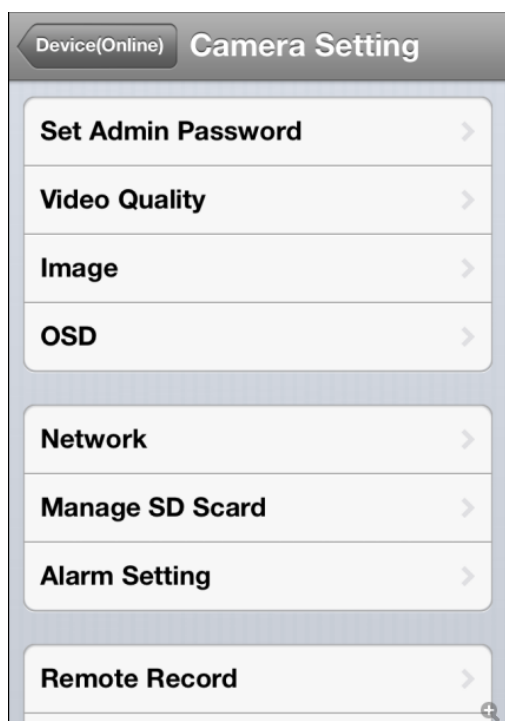 Device(Online) Camera Setting
Set Admin Password
Video Quality
Image
OSD
Network
Manage SD Scard
Alarm Setting
Remote Record